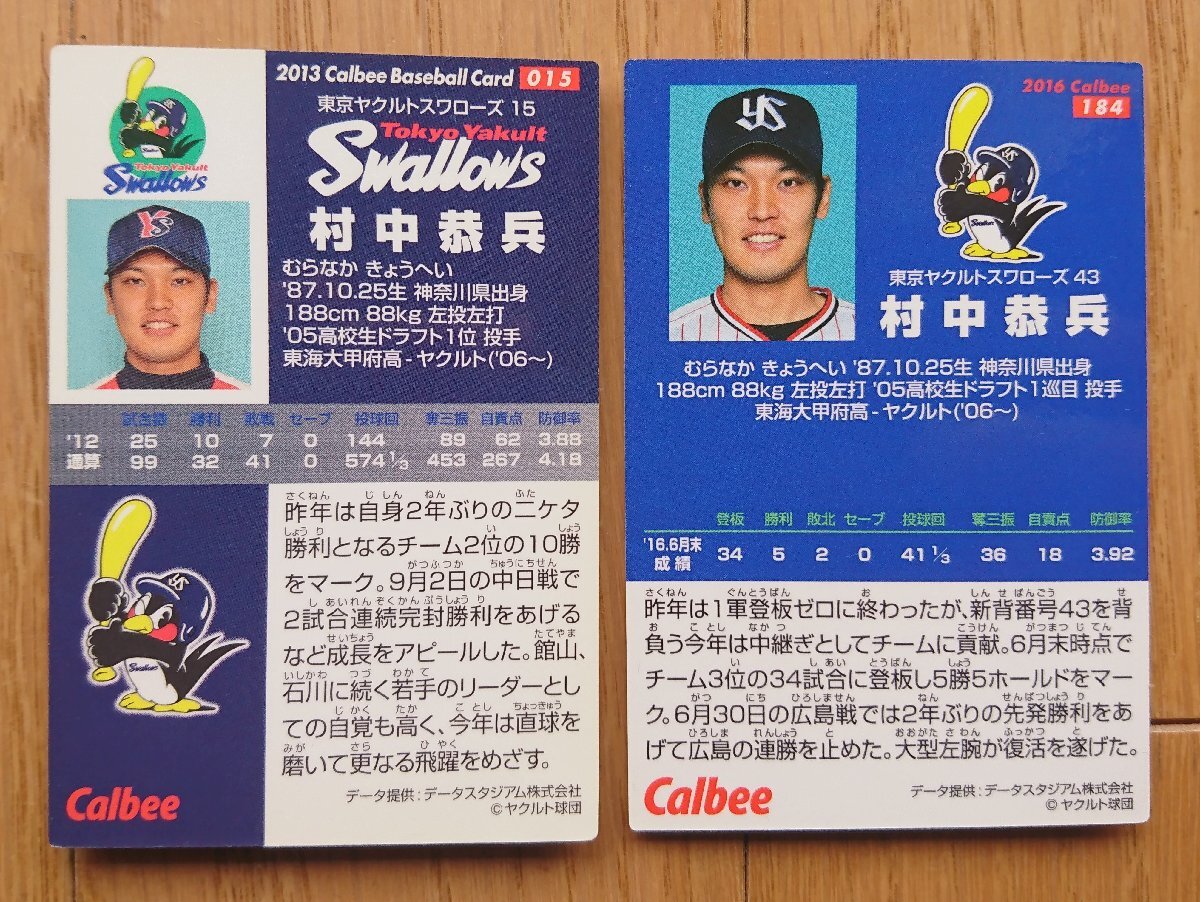 Tokyo Yakult
Swallows
2013 Calbee Baseball Card 015
東京ヤクルトスワローズ 15
Tokyo Yakult
Swallows
村中恭兵
むらなか きょうへい
'87.10.25生 神奈川県出身
188cm 88kg 左投左打
'05高校生ドラフト1位 投手
東海大甲府高-ヤクルト('06〜)
試合数 勝利 敗戦 セーブ 投球回 奪三振 自責点 防御率
'12 25 10 7 0 144 89 62 3.88
通算 99 32 41 0 574 1/3 453 267 4.18
昨年は自身2年ぶりの二ケタ
勝利となるチーム2位の10勝
をマーク。9月2日の中日戦で
2試合連続完封勝利をあげる
など成長をアピールした。館山、
石川に続く若手のリーダーとし
ての自覚も高く、今年は直球を
磨いて更なる飛躍をめざす。
Calbee
データ提供:データスタジアム株式会社
©ヤクルト球団
2016 Calbee
184
東京ヤクルトスワローズ 43
村中恭兵
むらなか きょうへい '87.10.25生 神奈川県出身
188cm 88kg 左投左打 '05高校生ドラフト1巡目 投手
東海大甲府高-ヤクルト('06〜)
登板 勝利 敗北 セーブ 投球回 奪三振 自責点 防御率
'16.6月末
成績 34 5 2 0 41 1/3 36 18 3.92
昨年は1軍登板ゼロに終わったが、新背番号43を背
負う今年は中継ぎとしてチームに貢献。6月末時点で
チーム3位の34試合に登板し5勝5ホールドをマー
ク。6月30日の広島戦では2年ぶりの先発勝利をあ
げて広島の連勝を止めた。大型左腕が復活を遂げた。
Calbee
データ提供:データスタジアム株式会社
©ヤクルト球団